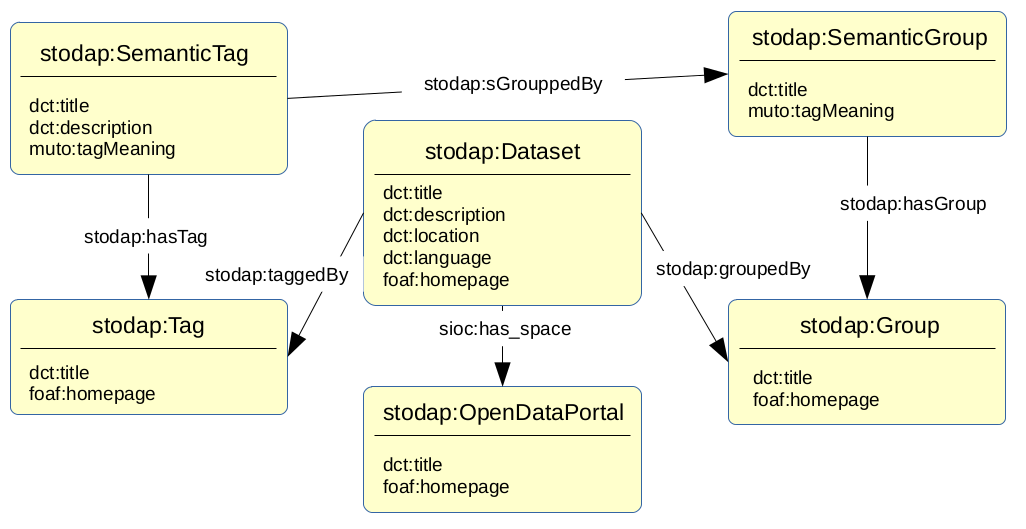 stodap:SemanticTag
dct:title
dct:description
muto:tagMeaning
stodap:sGrouppedBy
stodap:SemanticGroup
dct:title
muto:tagMeaning
stodap:Dataset
dct:title
dct:description
dct:location
dct:language
foaf:homepage
stodap:hasTag
stodap:taggedBy
stodap:groupedBy
stodap:hasGroup
stodap:Tag
dct:title
foaf:homepage
sioc:has_space
stodap:OpenDataPortal
dct:title
foaf:homepage
stodap:Group
dct:title
foaf:homepage